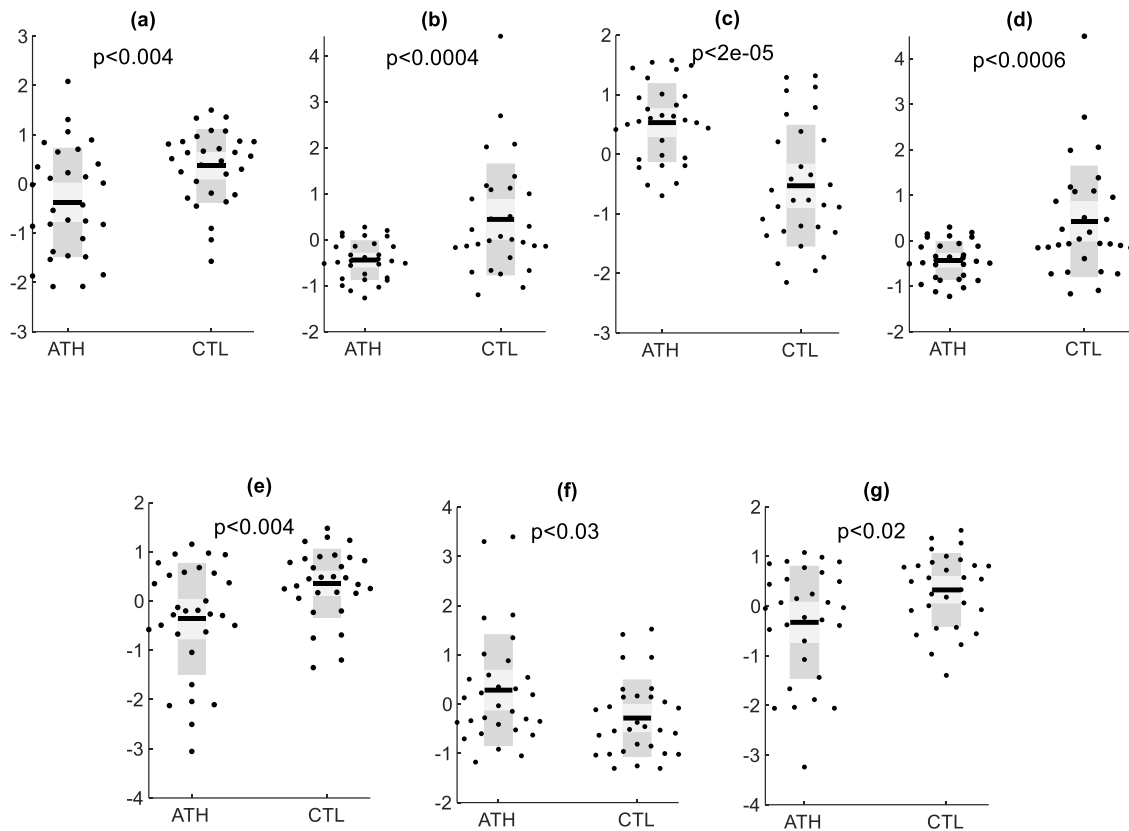 (a)
p<0.004
3
2
1
0
-1
-2
-3
ATH CTL
(b)
p<0.0004
4
3
2
1
0
-1
-2
ATH CTL
(c)
p<2e-05
2
1
0
-1
-2
-3
ATH CTL
(d)
p<0.0006
4
3
2
1
0
-1
-2
ATH CTL
(e)
p<0.004
2
1
0
-1
-2
-3
-4
ATH CTL
(f)
p<0.03
4
3
2
1
0
-1
-2
ATH CTL
(g)
p<0.02
2
1
0
-1
-2
-3
-4
ATH CTL